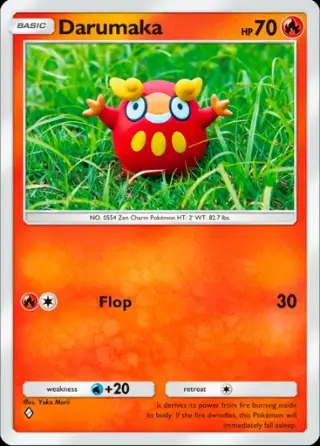 BASIC Darumaka HP 70
NO. 0554 Zen Charm Pokémon HT: 2' WT: 82.7 lbs.
Flop 30
weakness +20 retreat
Illus. Yuka Morii
It derives its power from fire burning inside
its body. If the fire dwindles, this Pokémon will
immediately fall asleep.